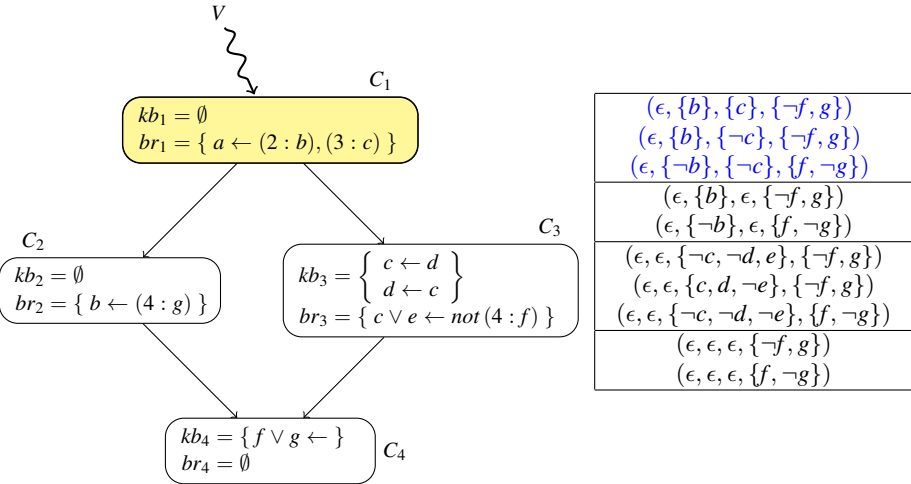 V
C₁
kb₁ = ∅
br₁ = { a ← (2 : b), (3 : c) }
C₂
kb₂ = ∅
br₂ = { b ← (4 : g) }
C₃
kb₃ = { c ← d
d ← c }
br₃ = { c ∨ e ← not (4 : f) }
kb₄ = { f ∨ g ← }
br₄ = ∅
C₄
(ϵ, {b}, {c}, {¬f, g})
(ϵ, {b}, {¬c}, {¬f, g})
(ϵ, {¬b}, {¬c}, {f, ¬g})
(ϵ, {b}, ϵ, {¬f, g})
(ϵ, {¬b}, ϵ, {f, ¬g})
(ϵ, ϵ, {¬c, ¬d, e}, {¬f, g})
(ϵ, ϵ, {c, d, ¬e}, {¬f, g})
(ϵ, ϵ, {¬c, ¬d, ¬e}, {f, ¬g})
(ϵ, ϵ, ϵ, {¬f, g})
(ϵ, ϵ, ϵ, {f, ¬g})